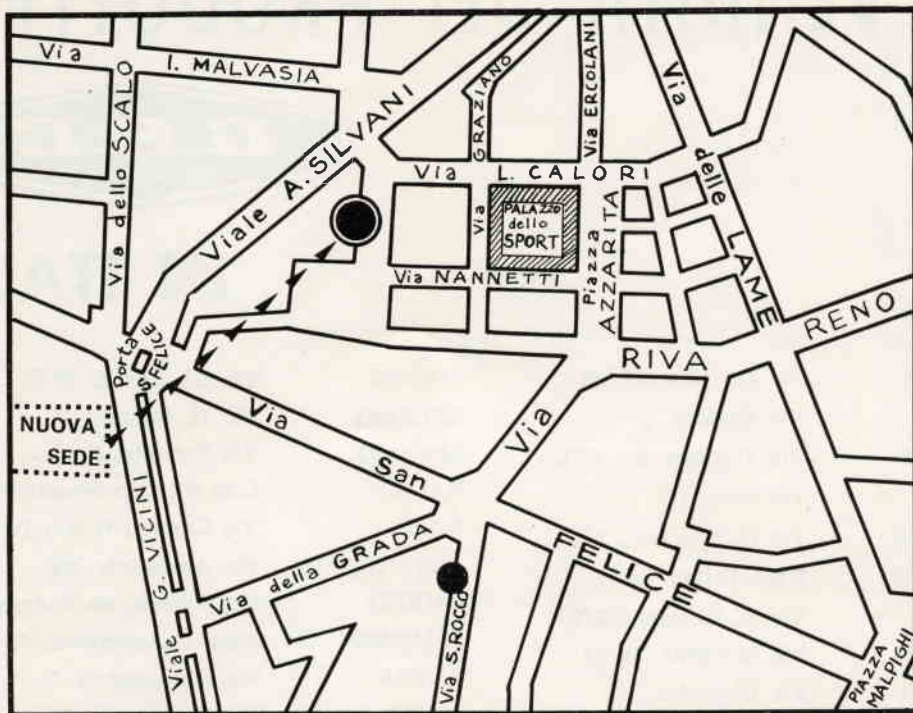 Via
I. MALVASIA
Via dello SCALO
Viale A. SILVANI
GRAZIANO
Via ERCOLANI
Via delle LAME
Via L. CALORI
Via
PALAZZO
dello
SPORT
Piazza AZZARITA
Via NANNETTI
RENO
RIVA
Via
Porta
S. FELICE
NUOVA
SEDE
Via San FELICE
Viale G. VICINI
Via della GRADA
Via S. ROCCO
PIAZZA
MALPIGHI